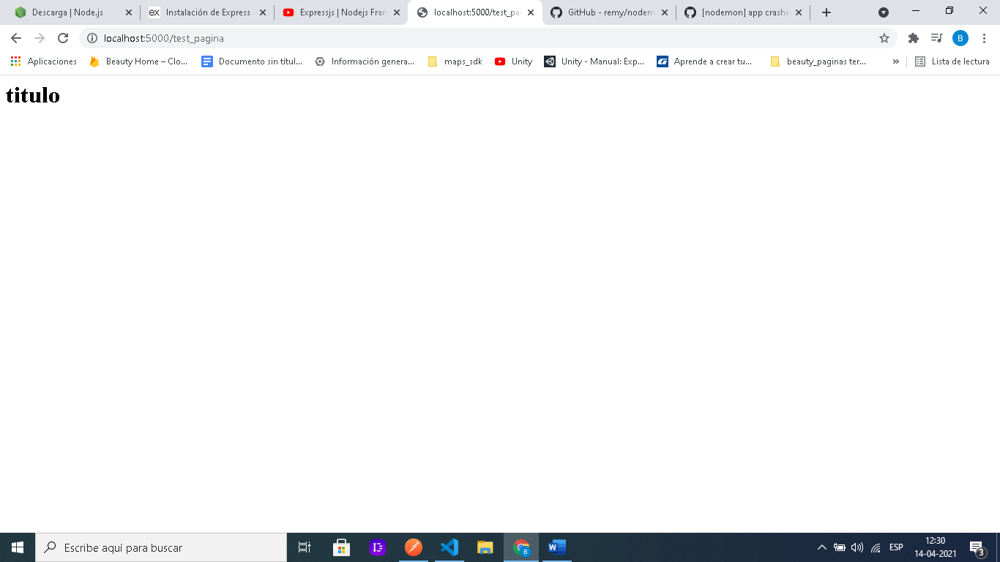 Descarga | Node.js
Instalación de Express
Expressjs | Nodejs Fran
localhost:5000/test_pa
GitHub - remy/nodem
[nodemon] app crashe
localhost:5000/test_pagina
B
Aplicaciones
Beauty Home – Clo...
Documento sin títul...
Información genera...
maps_sdk
Unity
Unity - Manual: Exp...
Aprende a crear tu...
beauty_paginas ter...
»
Lista de lectura
titulo
Escribe aquí para buscar
ESP
12:30
14-04-2021
3